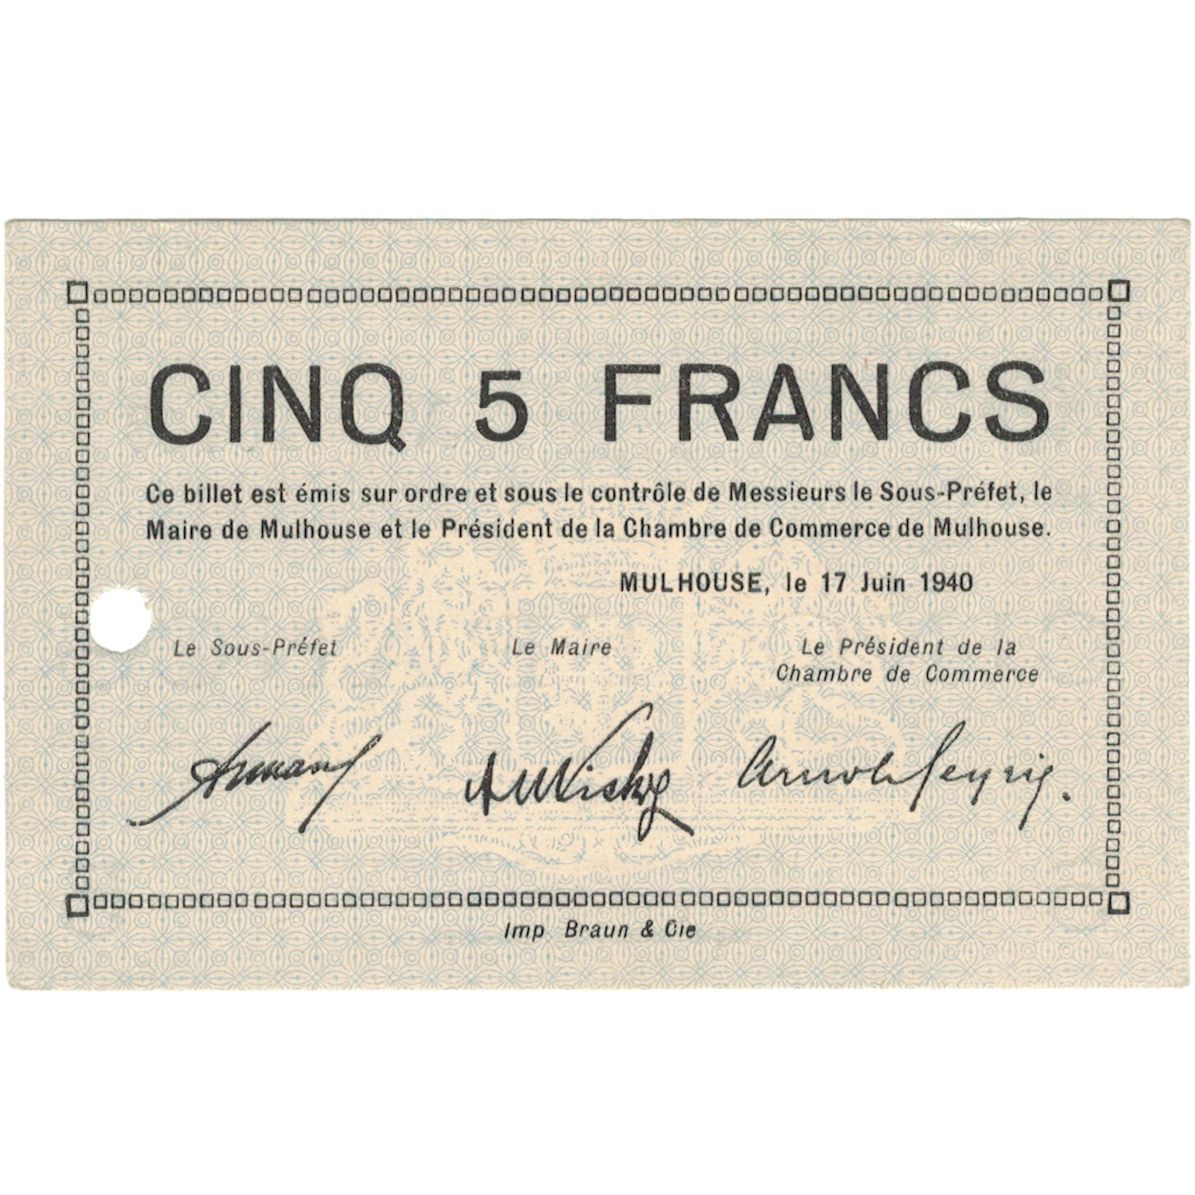 CINQ 5 FRANCS
Ce billet est émis sur ordre et sous le contrôle de Messieurs le Sous-Préfet, le
Maire de Mulhouse et le Président de la Chambre de Commerce de Mulhouse.
MULHOUSE, le 17 Juin 1940
Le Sous-Préfet
Le Maire
Le Président de la
Chambre de Commerce
Imp Braun & Cie